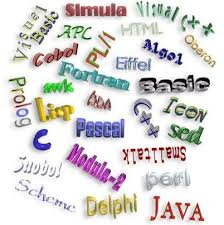 Simula
Visual C++
Visual
Basic
APL
HTML
Oberon
Cobol
PL/I
Algol
Eiffel
Fortran
Prolog
awk
Basic
Lisp
Ada
C++
Icon
Pascal
sed
Snobol
Modula-2
Smalltalk
perl
Scheme
Delphi
JAVA